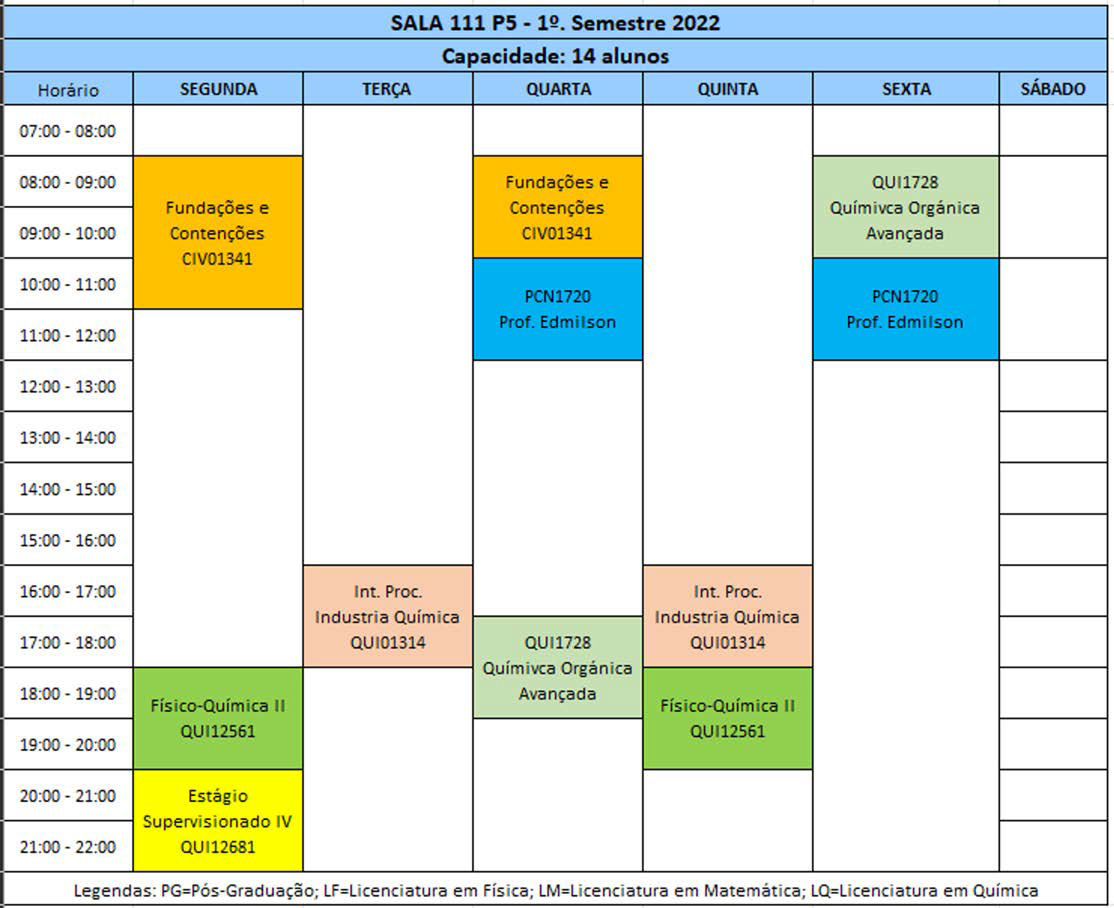 SALA 111 P5 - 1º. Semestre 2022
Capacidade: 14 alunos
Horário SEGUNDA TERÇA QUARTA QUINTA SEXTA SÁBADO
07:00 - 08:00
08:00 - 09:00
09:00 - 10:00
10:00 - 11:00
11:00 - 12:00
12:00 - 13:00
13:00 - 14:00
14:00 - 15:00
15:00 - 16:00
16:00 - 17:00
17:00 - 18:00
18:00 - 19:00
19:00 - 20:00
20:00 - 21:00
21:00 - 22:00
Fundações e
Contenções
CIV01341
Físico-Química II
QUI12561
Estágio
Supervisionado IV
QUI12681
Int. Proc.
Industria Química
QUI01314
Fundações e
Contenções
CIV01341
PCN1720
Prof. Edmilson
QUI1728
Químivca Orgánica
Avançada
Int. Proc.
Industria Química
QUI01314
Físico-Química II
QUI12561
QUI1728
Químivca Orgánica
Avançada
PCN1720
Prof. Edmilson
Legendas: PG=Pós-Graduação; LF=Licenciatura em Física; LM=Licenciatura em Matemática; LQ=Licenciatura em Química